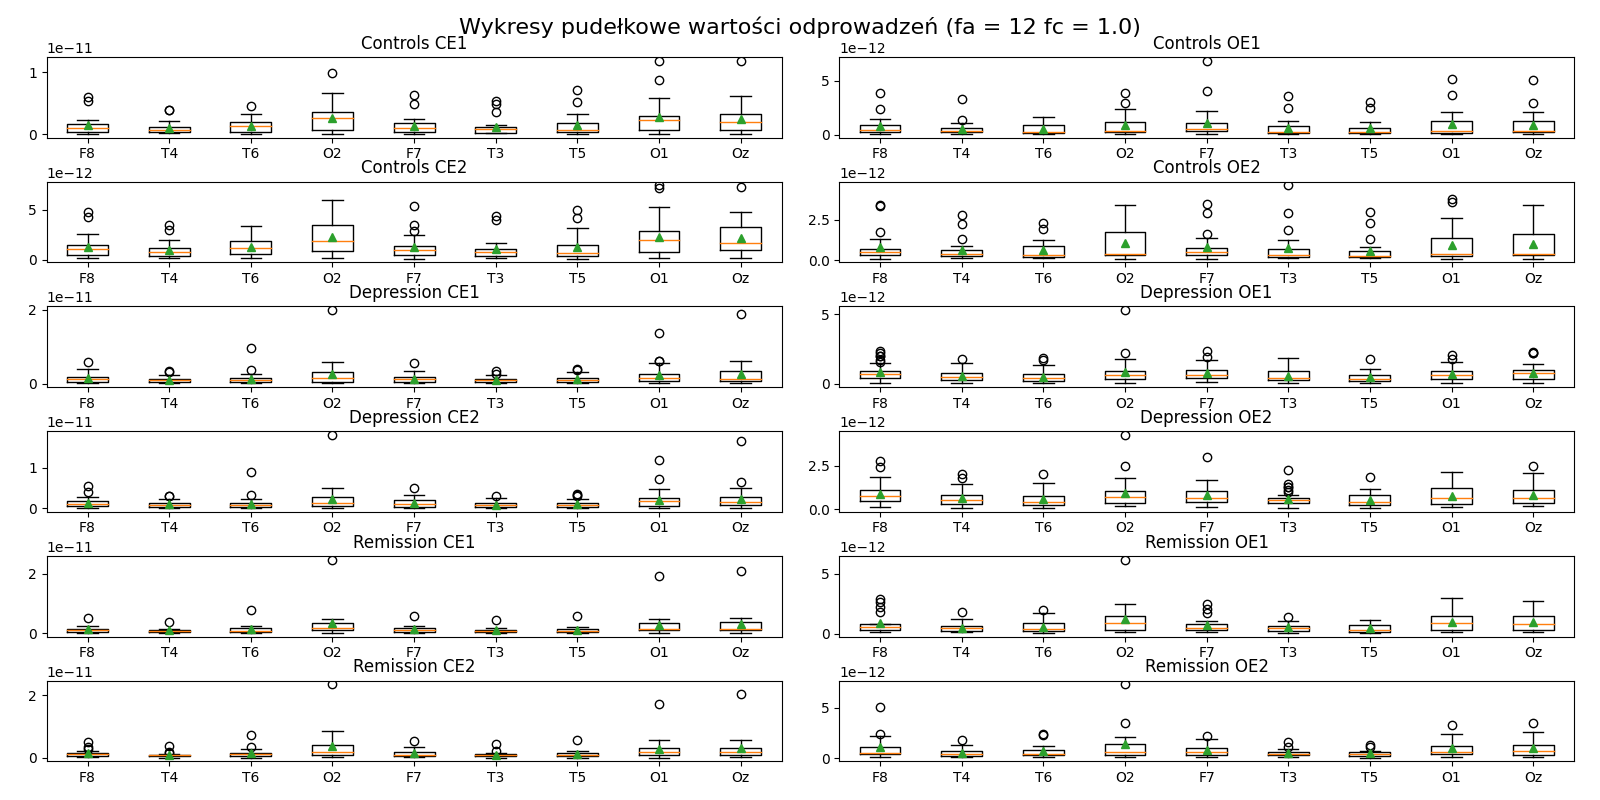 Wykresy pudełkowe wartości odprowadzeń (fa = 12 fc = 1.0)
Controls CE1
1e−11
1
0
F8 T4 T6 O2 F7 T3 T5 O1 Oz
Controls OE1
1e−12
5
0
F8 T4 T6 O2 F7 T3 T5 O1 Oz
Controls CE2
1e−12
5
0
F8 T4 T6 O2 F7 T3 T5 O1 Oz
Controls OE2
1e−12
2.5
0.0
F8 T4 T6 O2 F7 T3 T5 O1 Oz
Depression CE1
1e−11
2
0
F8 T4 T6 O2 F7 T3 T5 O1 Oz
Depression OE1
1e−12
5
0
F8 T4 T6 O2 F7 T3 T5 O1 Oz
Depression CE2
1e−11
1
0
F8 T4 T6 O2 F7 T3 T5 O1 Oz
Depression OE2
1e−12
2.5
0.0
F8 T4 T6 O2 F7 T3 T5 O1 Oz
Remission CE1
1e−11
2
0
F8 T4 T6 O2 F7 T3 T5 O1 Oz
Remission OE1
1e−12
5
0
F8 T4 T6 O2 F7 T3 T5 O1 Oz
Remission CE2
1e−11
2
0
F8 T4 T6 O2 F7 T3 T5 O1 Oz
Remission OE2
1e−12
5
0
F8 T4 T6 O2 F7 T3 T5 O1 Oz